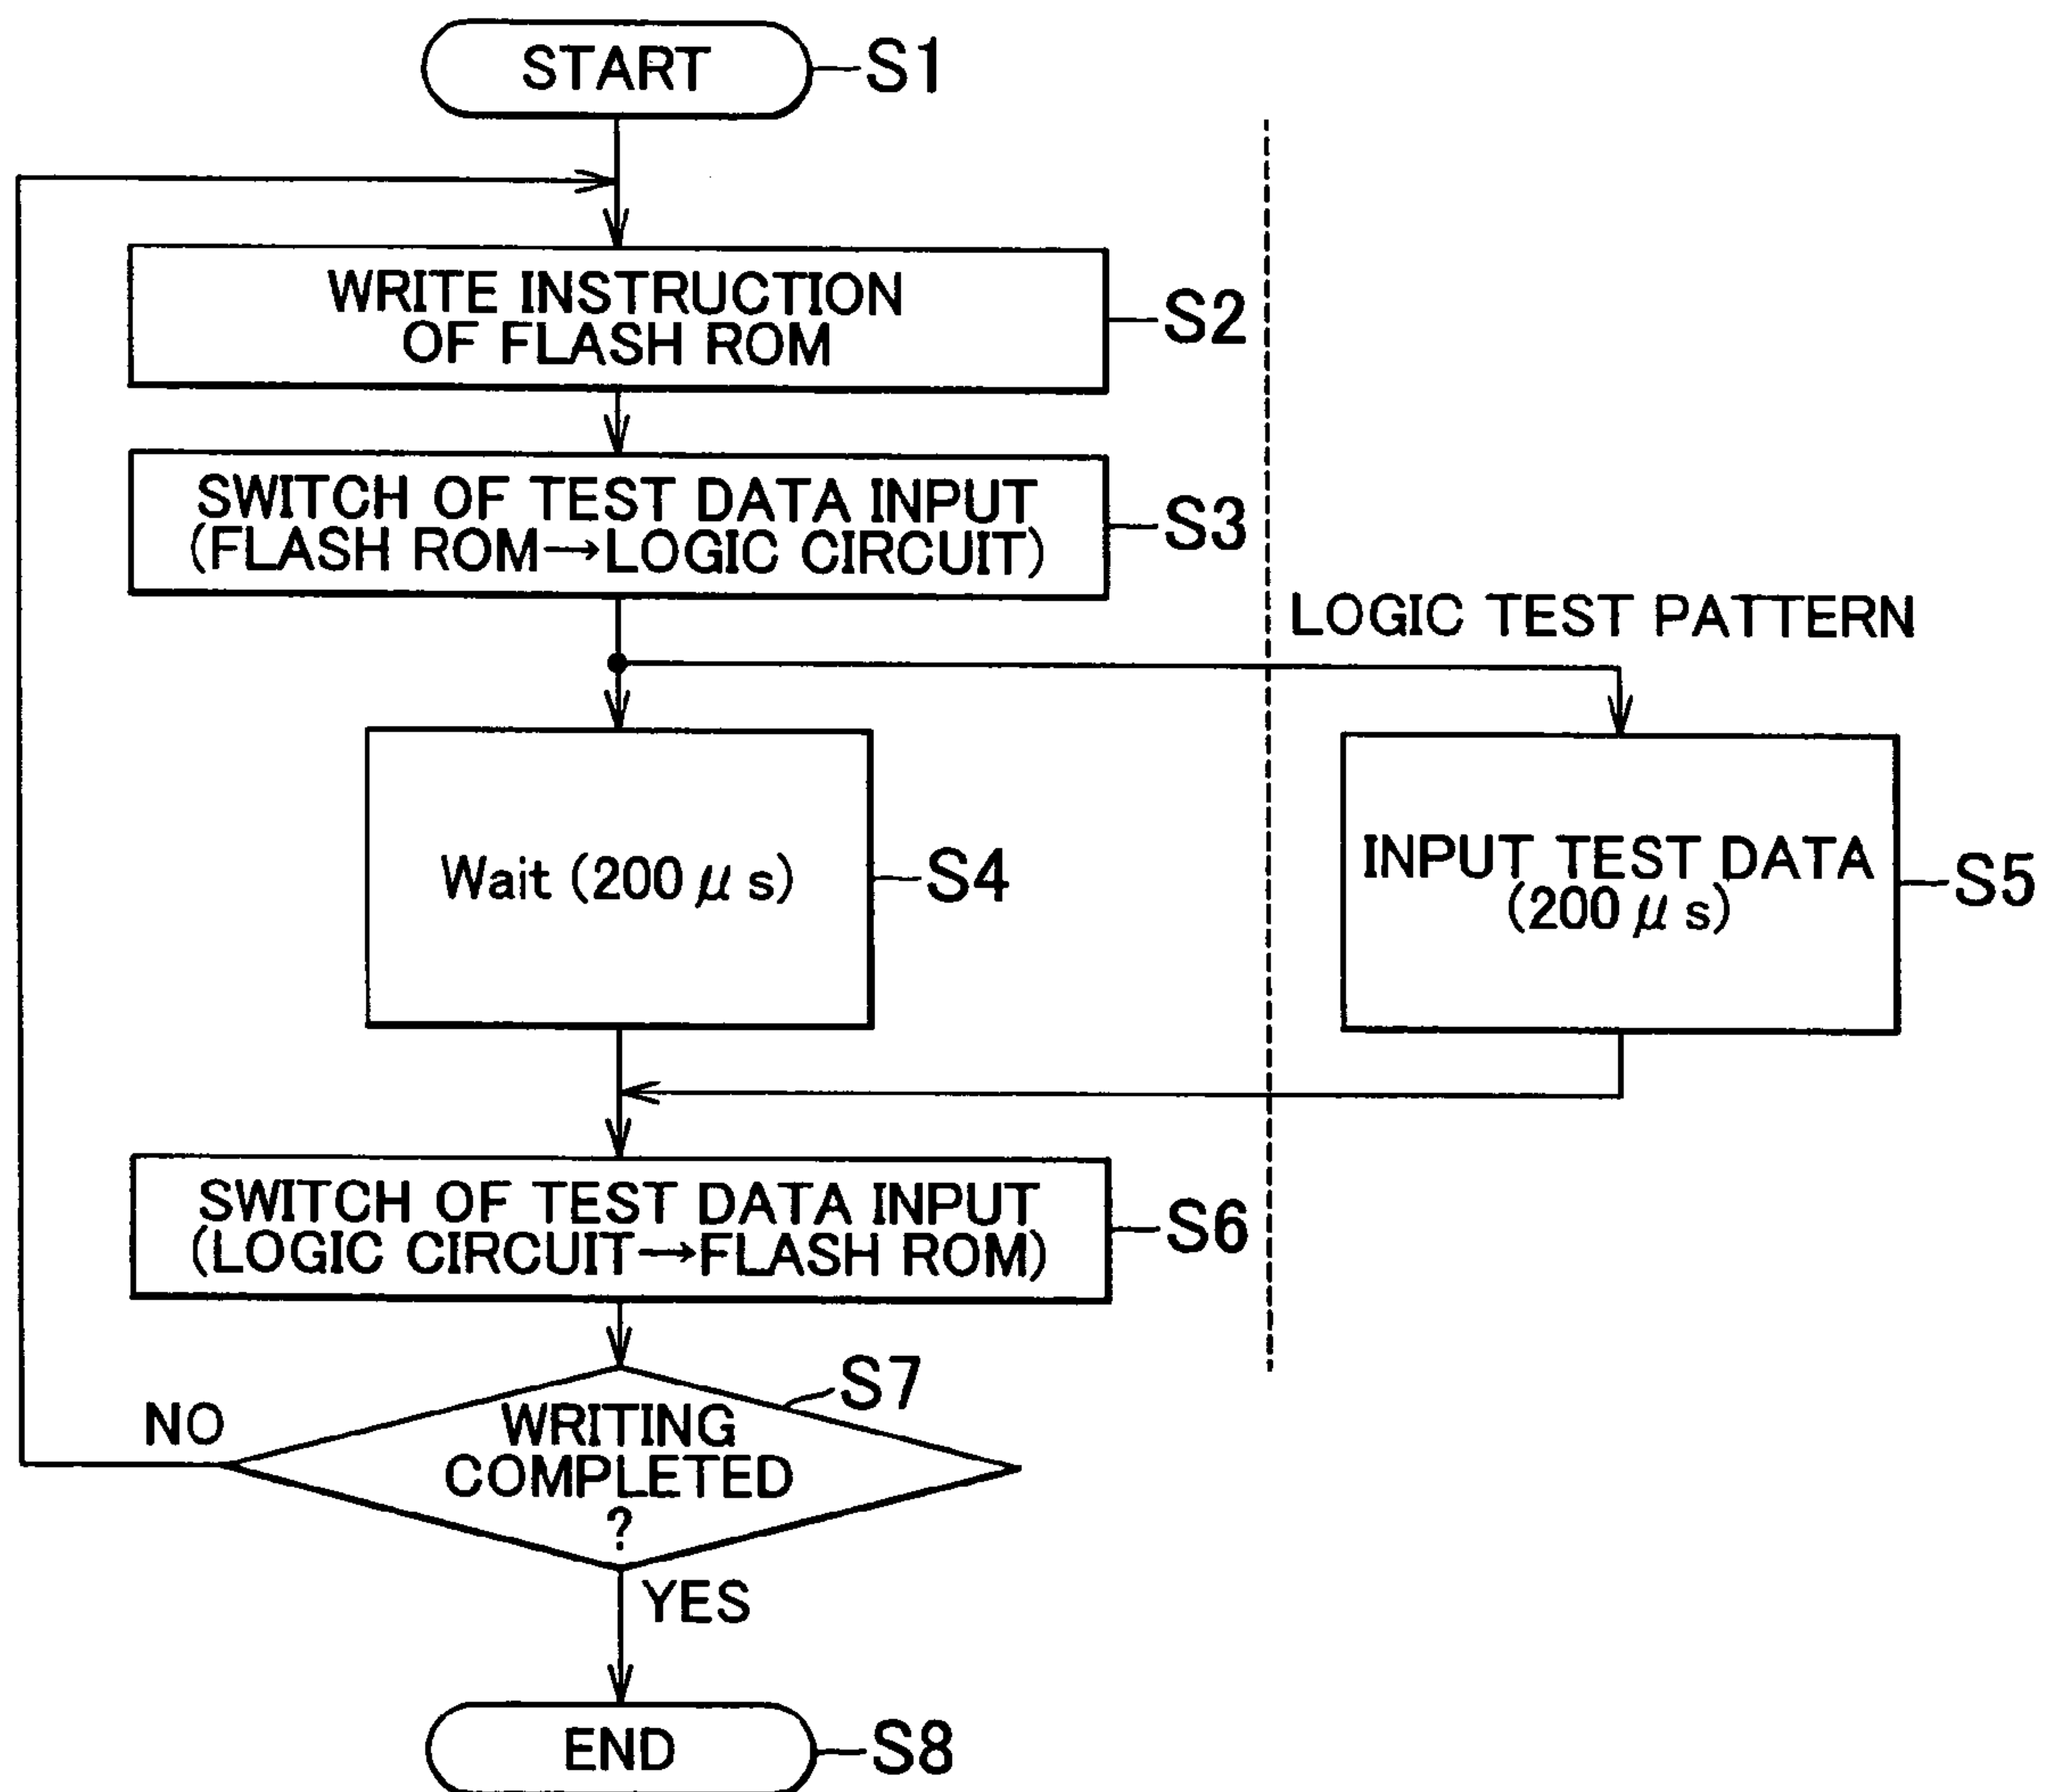 START
S1
WRITE INSTRUCTION
OF FLASH ROM
S2
SWITCH OF TEST DATA INPUT
(FLASH ROM→LOGIC CIRCUIT)
S3
LOGIC TEST PATTERN
Wait (200 μ s)
S4
INPUT TEST DATA
(200 μ s)
S5
SWITCH OF TEST DATA INPUT
(LOGIC CIRCUIT→FLASH ROM)
S6
S7
NO
WRITING
COMPLETED
?
YES
END
S8